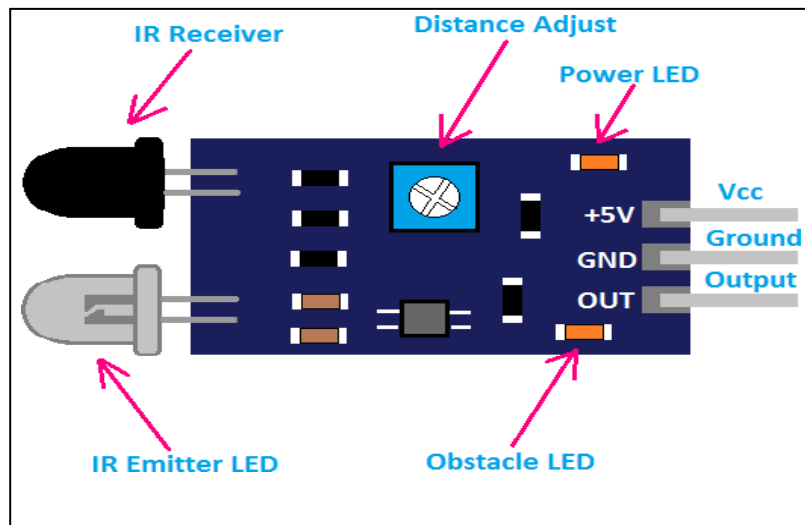 IR Receiver
Distance Adjust
Power LED
+5V
Vcc
GND
Ground
OUT
Output
IR Emitter LED
Obstacle LED